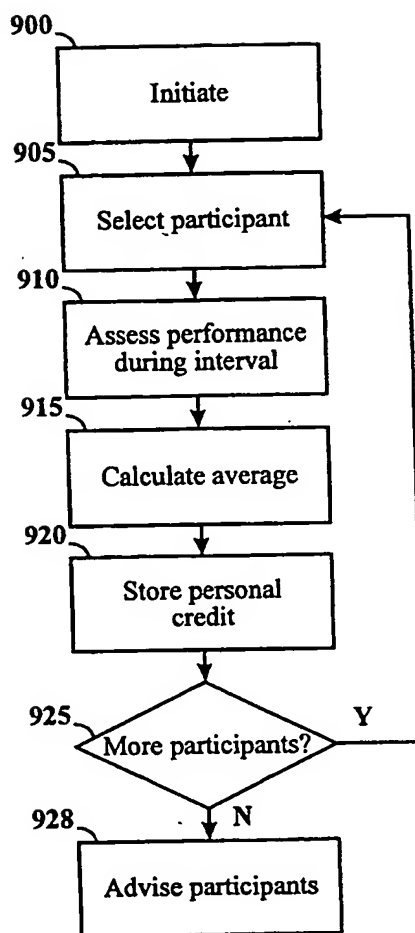 900
Initiate
905
Select participant
910
Assess performance
during interval
915
Calculate average
920
Store personal
credit
925
More participants?
Y
N
928
Advise participants